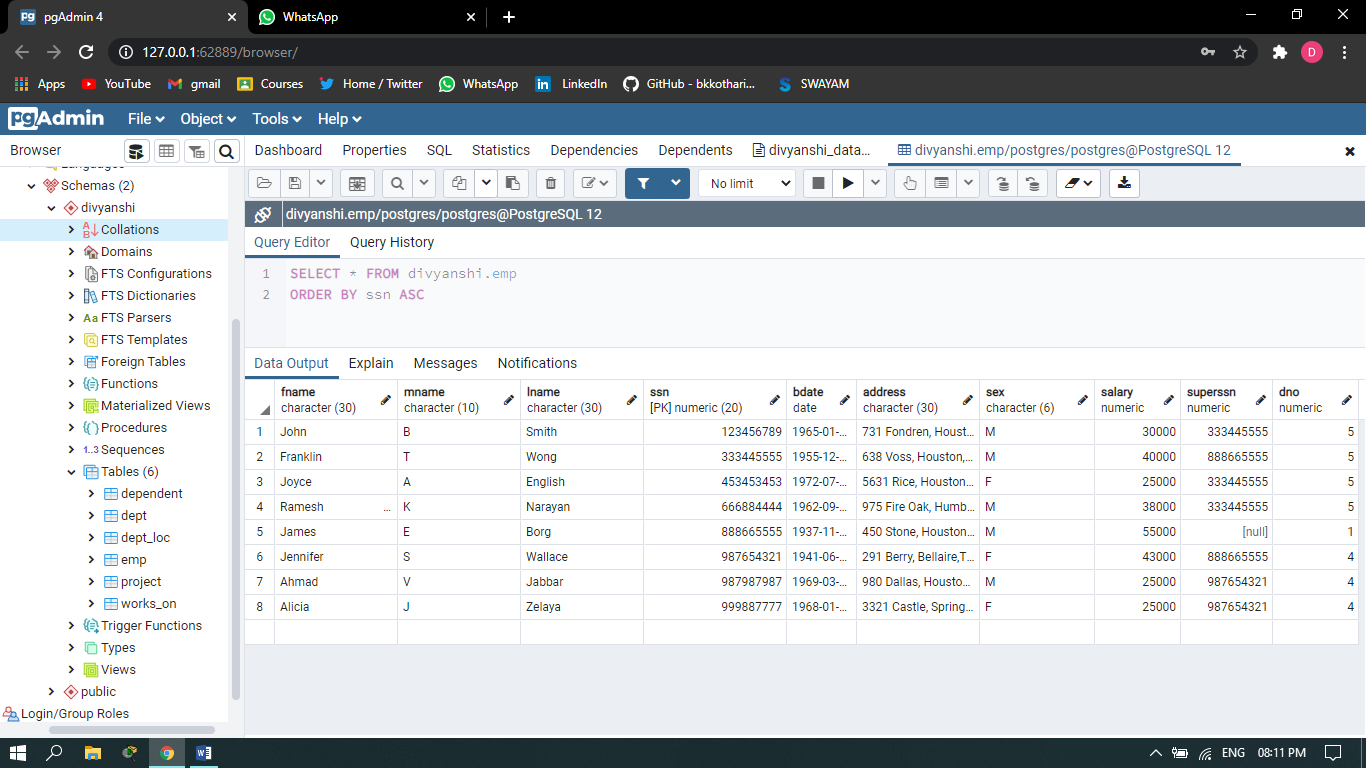 pgAdmin 4
WhatsApp
127.0.0.1:62889/browser/
D
Apps YouTube gmail Courses Home / Twitter WhatsApp LinkedIn GitHub - bkkothari... SWAYAM
pgAdmin File Object Tools Help
Browser
Dashboard Properties SQL Statistics Dependencies Dependents divyanshi_data... divyanshi.emp/postgres/postgres@PostgreSQL 12
Languages
Schemas (2)
divyanshi
Collations
Domains
FTS Configurations
FTS Dictionaries
FTS Parsers
FTS Templates
Foreign Tables
Functions
Materialized Views
Procedures
1..3 Sequences
Tables (6)
dependent
dept
dept_loc
emp
project
works_on
Trigger Functions
Types
Views
public
Login/Group Roles
No limit
divyanshi.emp/postgres/postgres@PostgreSQL 12
Query Editor Query History
1 SELECT * FROM divyanshi.emp
2 ORDER BY ssn ASC
Data Output Explain Messages Notifications
fname mname lname ssn bdate address sex salary superssn dno
character (30) character (10) character (30) [PK] numeric (20) date character (30) character (6) numeric numeric numeric
1 John B Smith 123456789 1965-01-... 731 Fondren, Houst... M 30000 333445555 5
2 Franklin T Wong 333445555 1955-12-... 638 Voss, Houston,... M 40000 888665555 5
3 Joyce A English 453453453 1972-07-... 5631 Rice, Houston... F 25000 333445555 5
4 Ramesh ... K Narayan 666884444 1962-09-... 975 Fire Oak, Humb... M 38000 333445555 5
5 James E Borg 888665555 1937-11-... 450 Stone, Houston... M 55000 [null] 1
6 Jennifer S Wallace 987654321 1941-06-... 291 Berry, Bellaire,T... F 43000 888665555 4
7 Ahmad V Jabbar 987987987 1969-03-... 980 Dallas, Housto... M 25000 987654321 4
8 Alicia J Zelaya 999887777 1968-01-... 3321 Castle, Spring... F 25000 987654321 4
ENG 08:11 PM